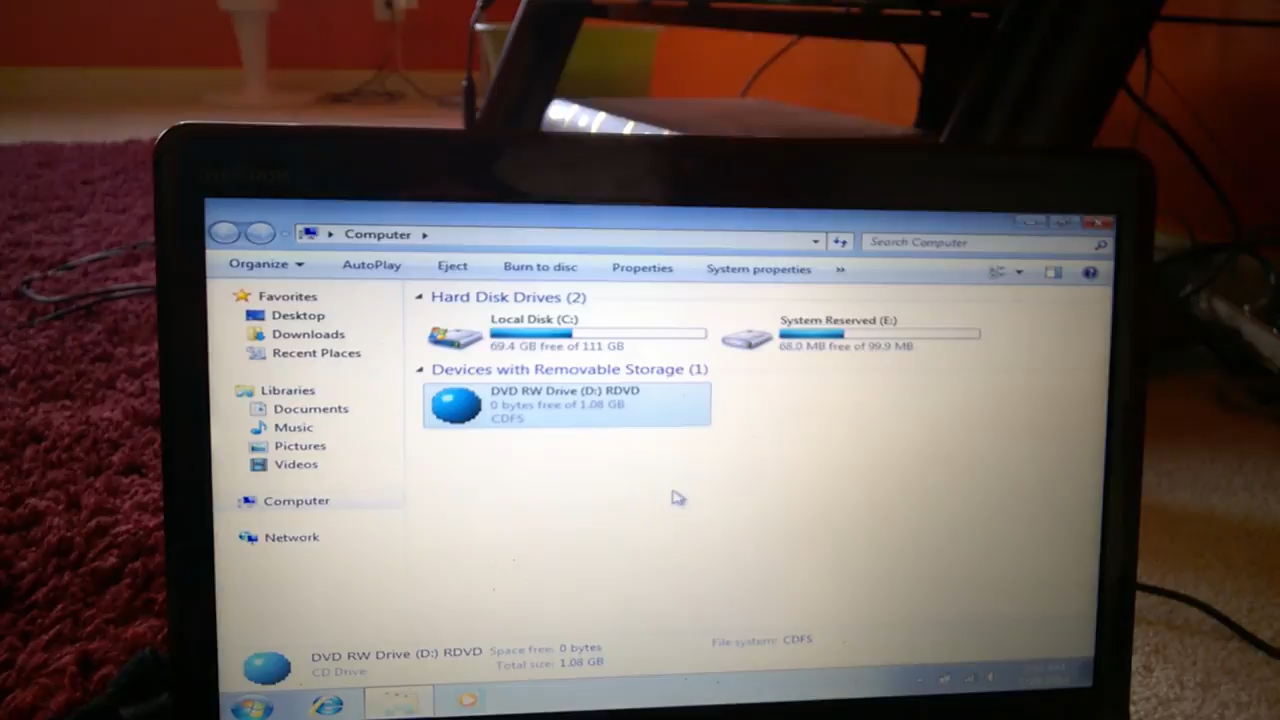 Computer
Search Computer
Organize AutoPlay Eject Burn to disc Properties System properties »
Favorites
Desktop
Downloads
Recent Places
Libraries
Documents
Music
Pictures
Videos
Computer
Network
Hard Disk Drives (2)
Local Disk (C:)
69.4 GB free of 111 GB
System Reserved (E:)
68.0 MB free of 99.9 MB
Devices with Removable Storage (1)
DVD RW Drive (D:) RDVD
0 bytes free of 1.08 GB
CDFS
DVD RW Drive (D:) RDVD Space free: 0 bytes File system: CDFS
CD Drive Total size: 1.08 GB